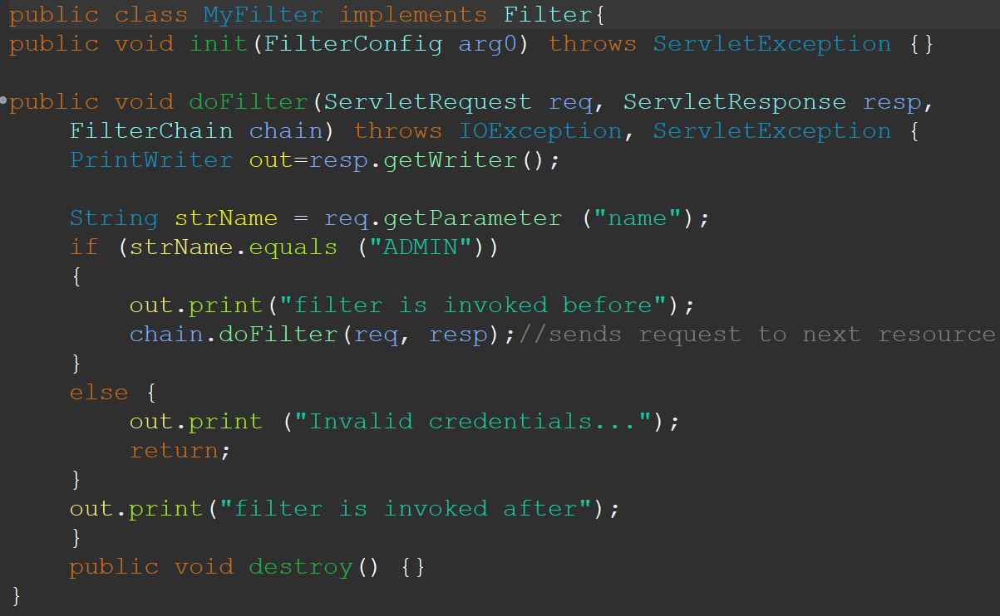 public class MyFilter implements Filter{
public void init(FilterConfig arg0) throws ServletException {}
public void doFilter(ServletRequest req, ServletResponse resp,
FilterChain chain) throws IOException, ServletException {
PrintWriter out=resp.getWriter();
String strName = req.getParameter ("name");
if (strName.equals ("ADMIN"))
{
out.print("filter is invoked before");
chain.doFilter(req, resp);//sends request to next resource
}
else {
out.print ("Invalid credentials...");
return;
}
out.print("filter is invoked after");
}
public void destroy() {}
}